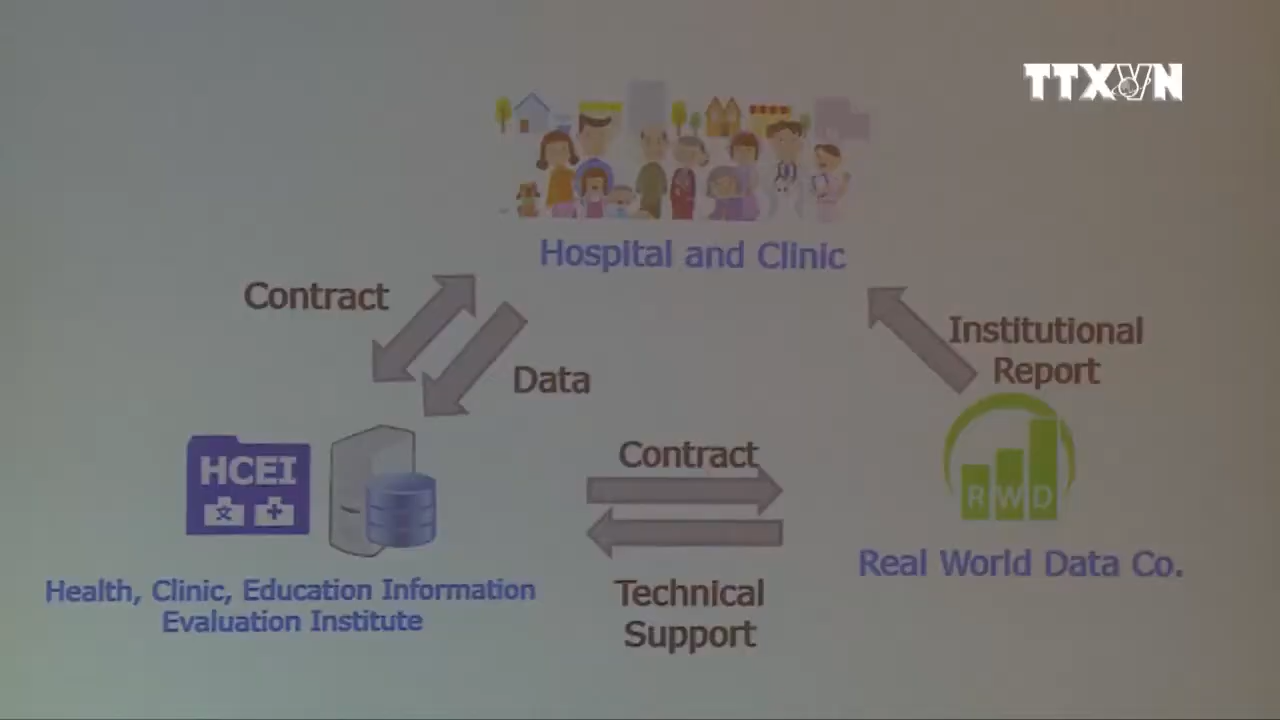 TTXVN
Hospital and Clinic
Contract
Institutional
Report
Data
HCEI
文
Contract
RWD
Real World Data Co.
Health, Clinic, Education Information
Evaluation Institute
Technical
Support